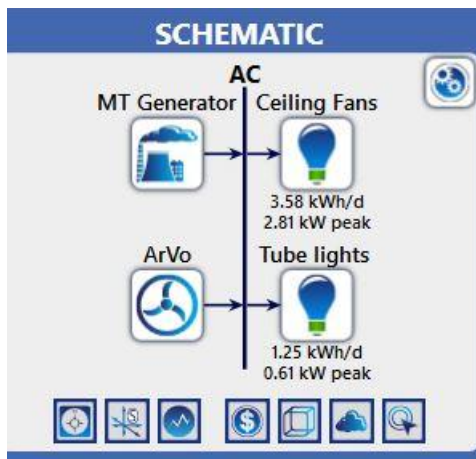 SCHEMATIC
AC
MT Generator
Ceiling Fans
3.58 kWh/d
2.81 kW peak
ArVo
Tube lights
1.25 kWh/d
0.61 kW peak
S
$